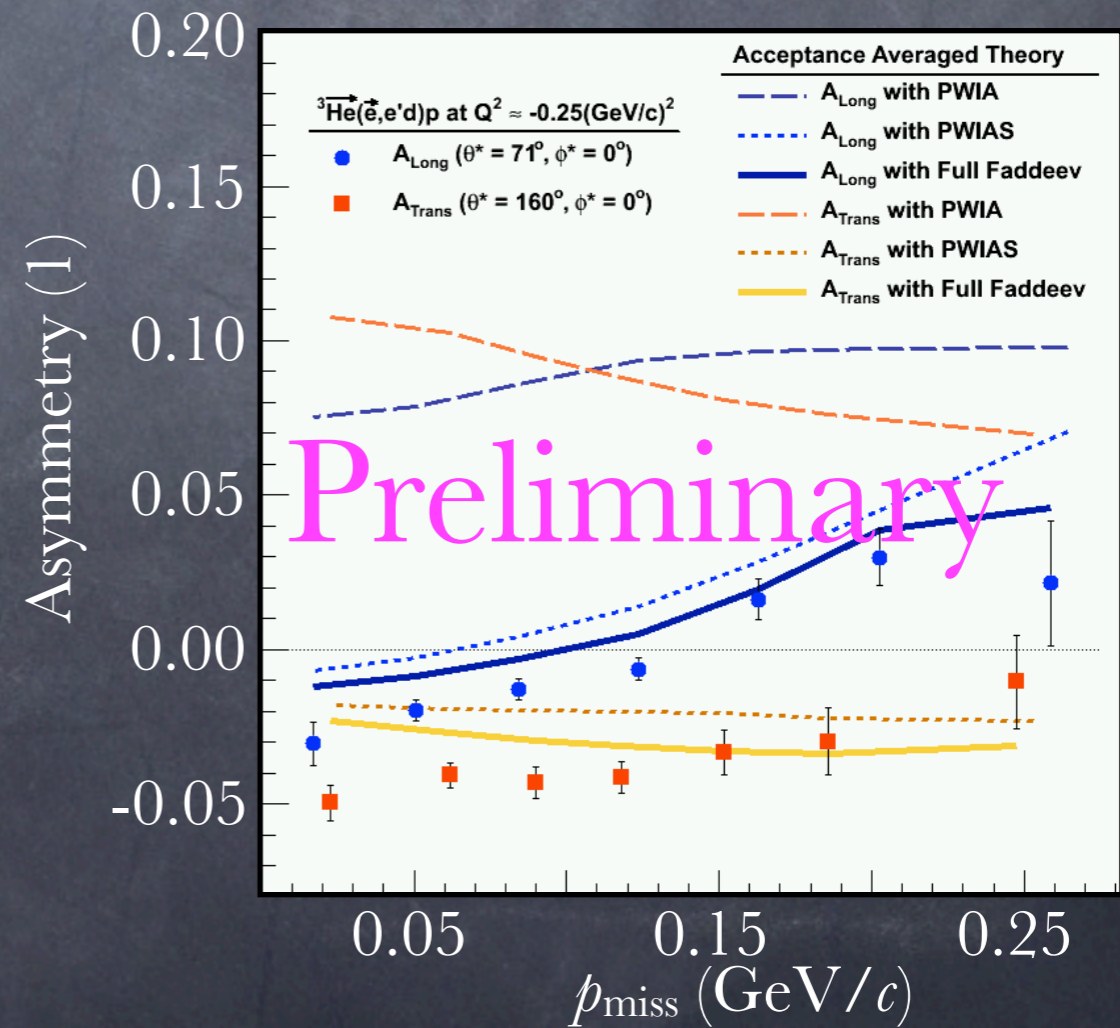 Asymmetry (1)
0.20
0.15
0.10
0.05
0.00
-0.05
³He(e,e'd)p at Q² ≈ -0.25(GeV/c)²
A_Long (θ* = 71°, ϕ* = 0°)
A_Trans (θ* = 160°, ϕ* = 0°)
Acceptance Averaged Theory
A_Long with PWIA
A_Long with PWIAS
A_Long with Full Faddeev
A_Trans with PWIA
A_Trans with PWIAS
A_Trans with Full Faddeev
Preliminary
0.05 0.15 0.25
p_miss (GeV/c)